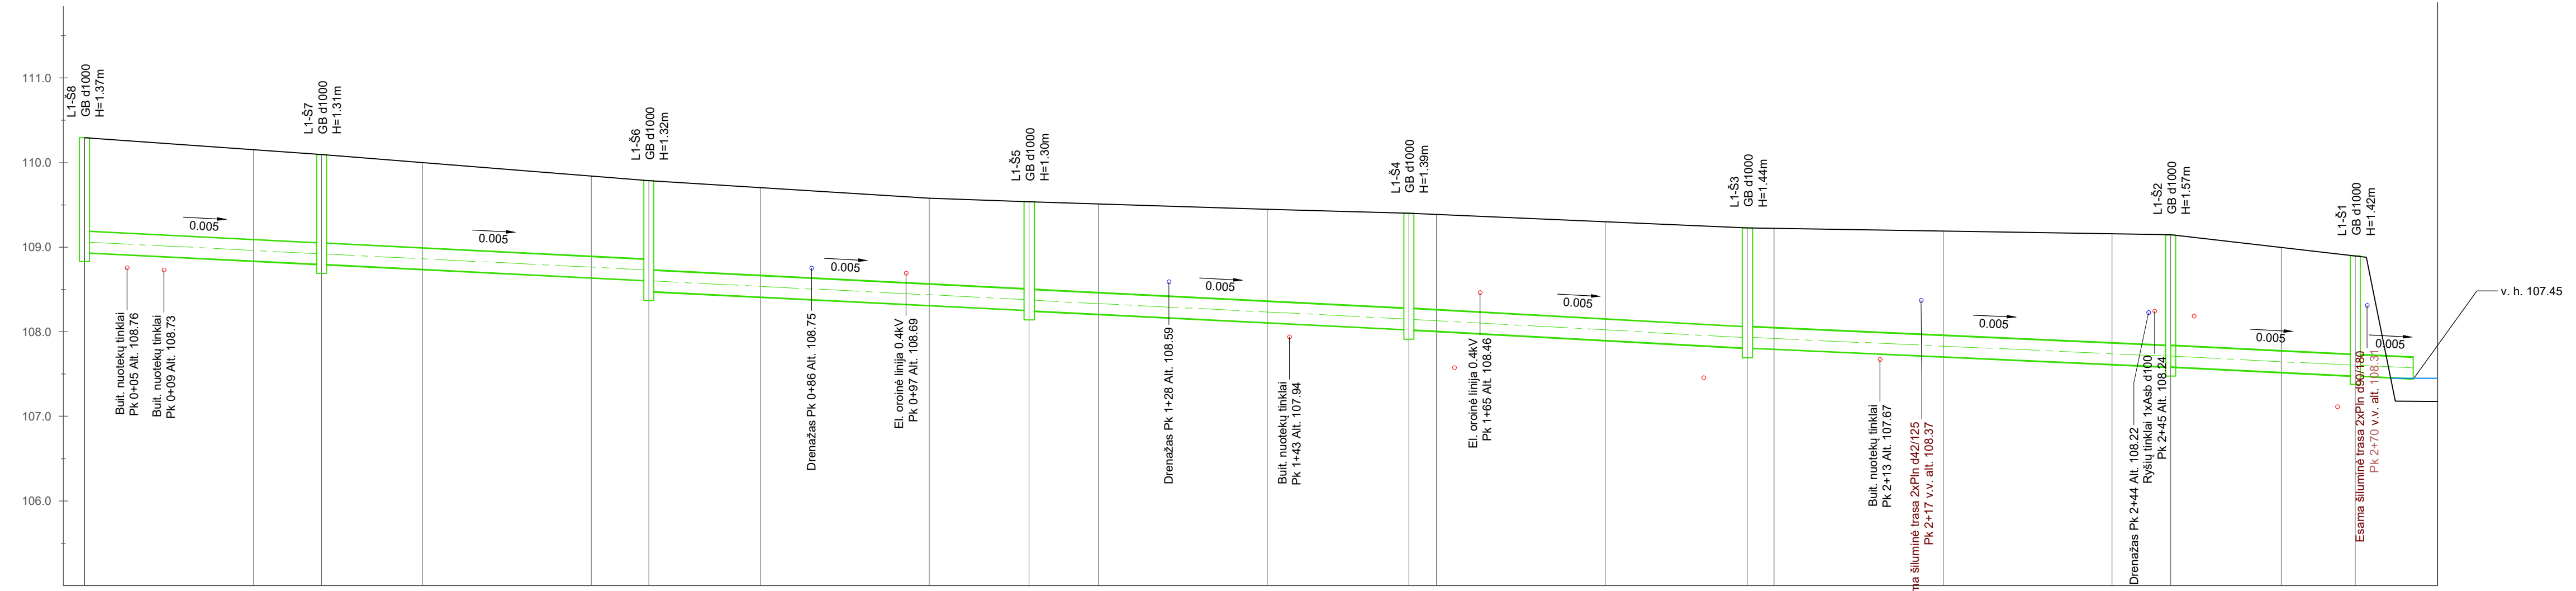 111.0
110.0
109.0
108.0
107.0
106.0
L1-Š8
GB d1000
H=1.37m
L1-Š7
GB d1000
H=1.31m
L1-Š6
GB d1000
H=1.32m
L1-Š5
GB d1000
H=1.30m
L1-Š4
GB d1000
H=1.39m
L1-Š3
GB d1000
H=1.44m
L1-Š2
GB d1000
H=1.57m
L1-Š1
GB d1000
H=1.42m
0.005
0.005
0.005
0.005
0.005
0.005
0.005
0.005
v. h. 107.45
Buit. nuotekų tinklai
Pk 0+05 Alt. 108.76
Buit. nuotekų tinklai
Pk 0+09 Alt. 108.73
Drenažas Pk 0+86 Alt. 108.75
El. oroinė linija 0.4kV
Pk 0+97 Alt. 108.69
Drenažas Pk 1+28 Alt. 108.59
Buit. nuotekų tinklai
Pk 1+43 Alt. 107.94
El. oroinė linija 0.4kV
Pk 1+65 Alt. 108.46
Buit. nuotekų tinklai
Pk 2+13 Alt. 107.67
šiluminė trasa 2xPln d42/125
Pk 2+17 v.v. alt. 108.37
Drenažas Pk 2+44 Alt. 108.22
Ryšių tinklai 1xAsb d100
Pk 2+45 Alt. 108.24
Esama šiluminė trasa 2xPln d90/180
Pk 2+70 v.v. alt. 108.31